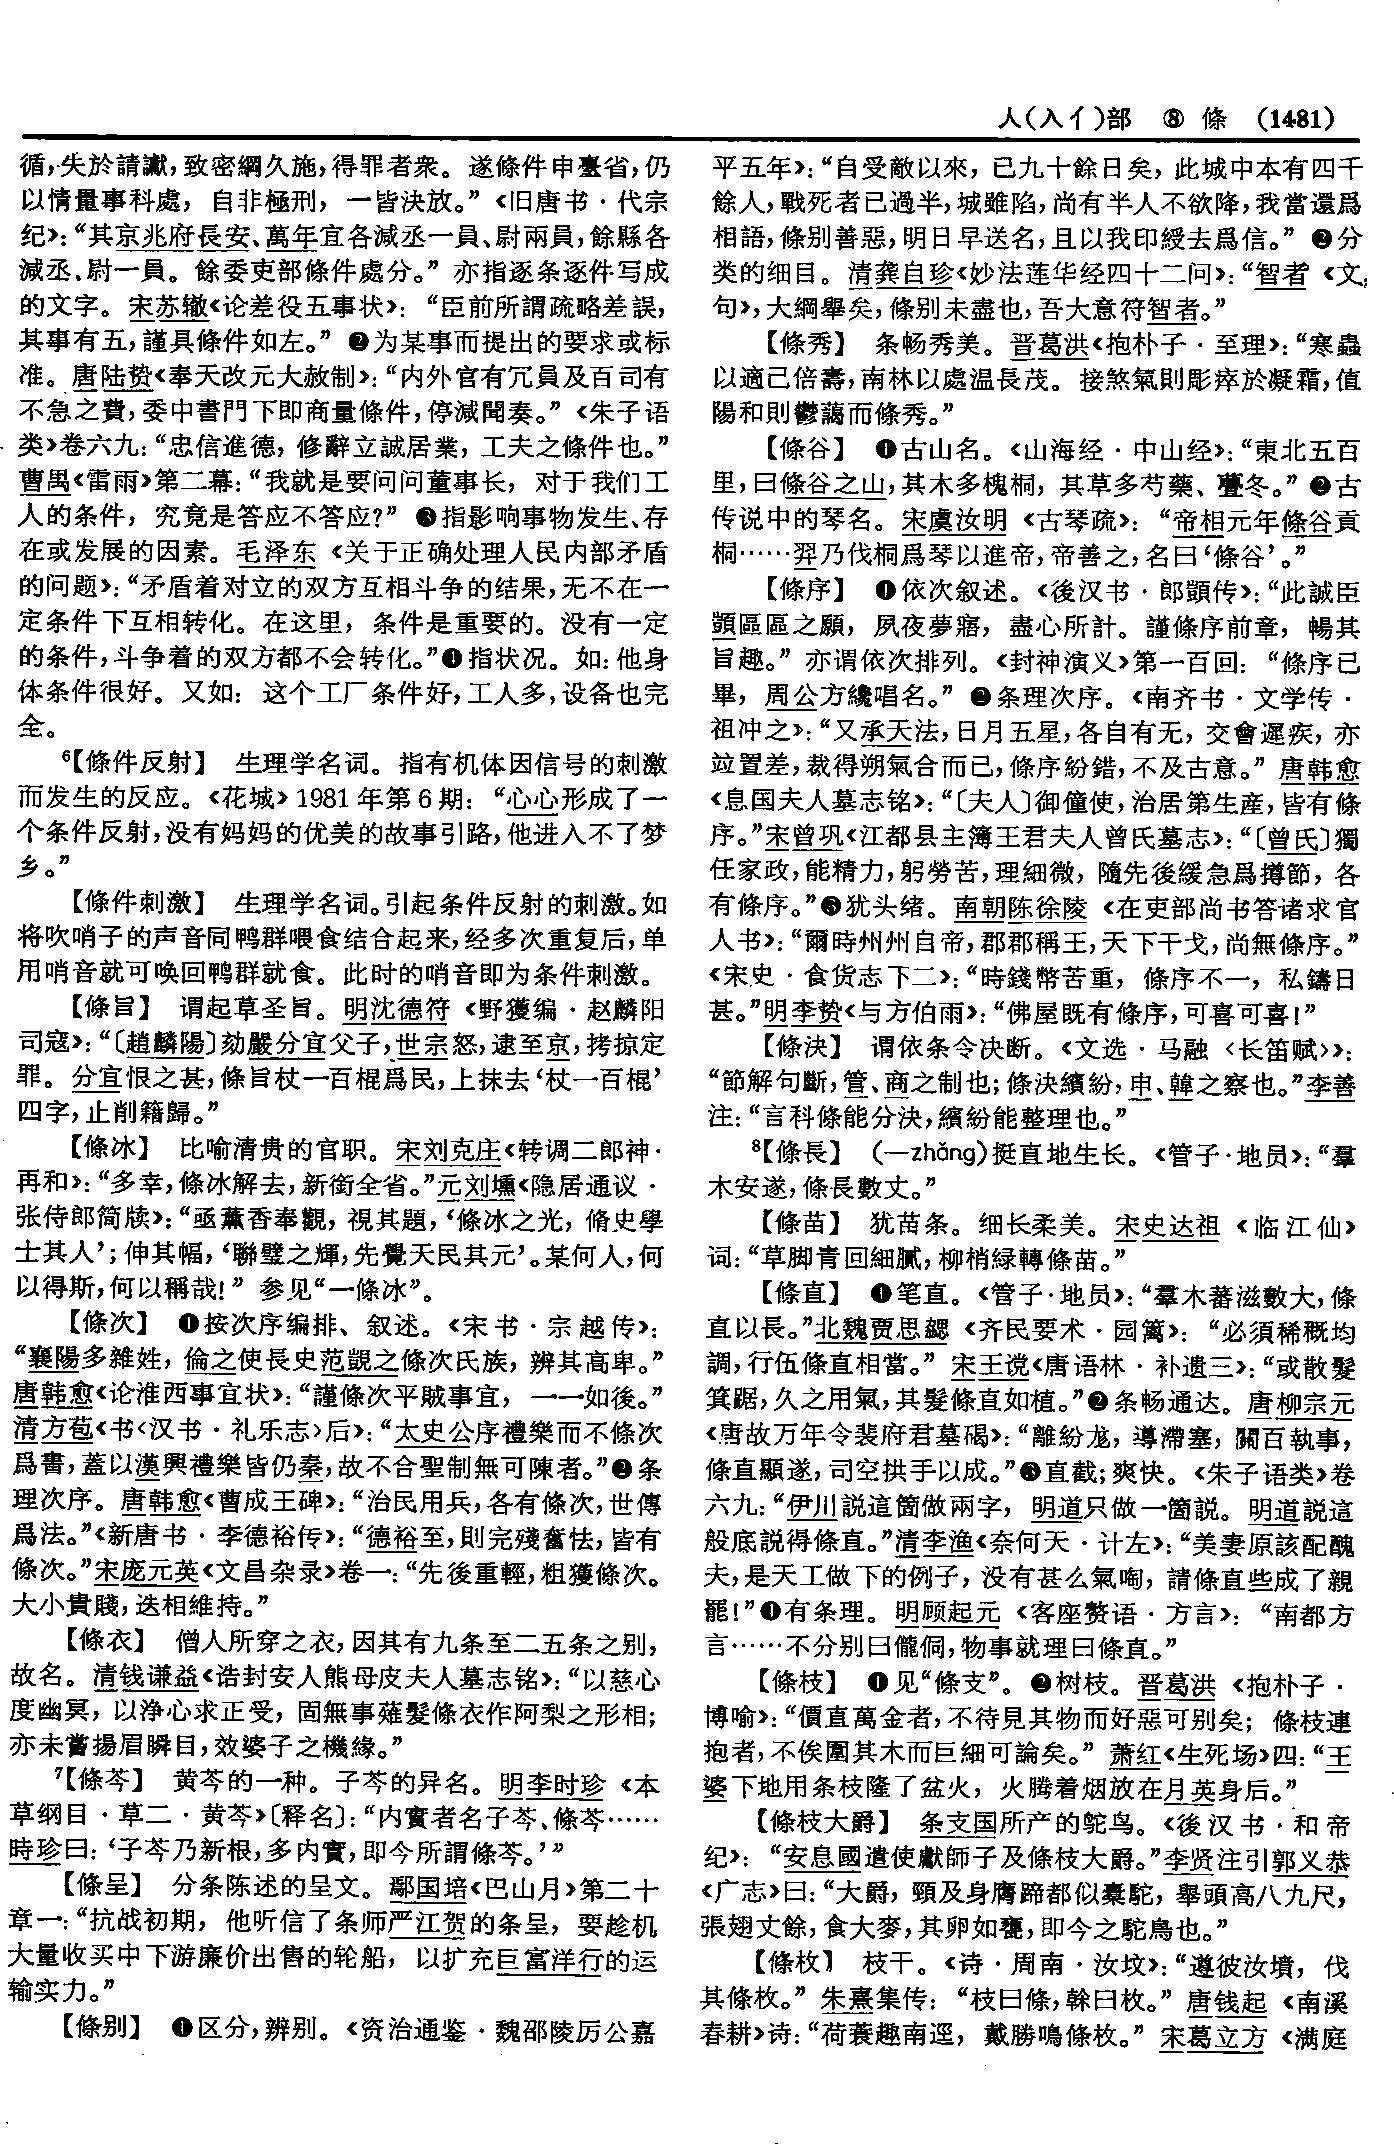 人(入亻)部 ⑧ 條 (1481)
循，失於請讞，致密綱久施，得罪者衆。遂條件申臺省，仍
以情量事科處，自非極刑，一皆決放。”《旧唐书·代宗
纪》：“其京兆府長安、萬年宜各減丞一員、尉兩員，餘縣各
減丞、尉一員。餘委吏部條件處分。”亦指逐条逐件写成
的文字。宋苏辙《论差役五事状》：“臣前所謂疏略差誤，
其事有五，謹具條件如左。”❷为某事而提出的要求或标
准。唐陆贽《奉天改元大赦制》：“内外官有冗員及百司有
不急之費，委中書門下即商量條件，停減聞奏。”《朱子语
类》卷六九：“忠信進德，修辭立誠居業，工夫之條件也。”
曹禺《雷雨》第二幕：“我就是要问问董事长，对于我们工
人的条件，究竟是答应不答应？”❸指影响事物发生、存
在或发展的因素。毛泽东《关于正确处理人民内部矛盾
的问题》：“矛盾着对立的双方互相斗争的结果，无不在一
定条件下互相转化。在这里，条件是重要的。没有一定
的条件，斗争着的双方都不会转化。”❹指状况。如：他身
体条件很好。又如：这个工厂条件好，工人多，设备也完
全。
⁶【條件反射】 生理学名词。指有机体因信号的刺激
而发生的反应。《花城》1981年第6期：“心心形成了一
个条件反射，没有妈妈的优美的故事引路，他进入不了梦
乡。”
【條件刺激】 生理学名词。引起条件反射的刺激。如
将吹哨子的声音同鸭群喂食结合起来，经多次重复后，单
用哨音就可唤回鸭群就食。此时的哨音即为条件刺激。
【條旨】 谓起草圣旨。明沈德符《野獲编·赵麟阳
司寇》：“〔趙麟陽〕劾嚴分宜父子，世宗怒，逮至京，拷掠定
罪。分宜恨之甚，條旨杖一百棍爲民，上抹去‘杖一百棍’
四字，止削籍歸。”
【條冰】 比喻清贵的官职。宋刘克庄《转调二郎神·
再和》：“多幸，條冰解去，新銜全省。”元刘壎《隐居通议·
张侍郎简牍》：“亟薰香奉觀，視其題，‘條冰之光，脩史學
士其人’；伸其幅，‘聯璧之輝，先覺天民其元’。某何人，何
以得斯，何以稱哉！”参见“一條冰”。
【條次】 ❶按次序编排、叙述。《宋书·宗越传》：
“襄陽多雜姓，倫之使長史范覬之條次氏族，辨其高卑。”
唐韩愈《论淮西事宜状》：“謹條次平賊事宜，一一如後。”
清方苞《书〈汉书·礼乐志〉后》：“太史公序禮樂而不條次
爲書，蓋以漢興禮樂皆仍秦，故不合聖制無可陳者。”❷条
理次序。唐韩愈《曹成王碑》：“治民用兵，各有條次，世傳
爲法。”《新唐书·李德裕传》：“德裕至，則完殘奮怯，皆有
條次。”宋庞元英《文昌杂录》卷一：“先後重輕，粗獲條次。
大小貴賤，迭相維持。”
【條衣】 僧人所穿之衣，因其有九条至二五条之别，
故名。清钱谦益《诰封安人熊母皮夫人墓志铭》：“以慈心
度幽冥，以浄心求正受，固無事薙髮條衣作阿梨之形相；
亦未嘗揚眉瞬目，效婆子之機緣。”
⁷【條芩】 黄芩的一种。子芩的异名。明李时珍《本
草纲目·草二·黄芩》〔释名〕：“内實者名子芩、條芩……
時珍曰：‘子芩乃新根，多内實，即今所謂條芩。’”
【條呈】 分条陈述的呈文。鄢国培《巴山月》第二十
章一：“抗战初期，他听信了条师严江贺的条呈，要趁机
大量收买中下游廉价出售的轮船，以扩充巨富洋行的运
输实力。”
【條别】 ❶区分，辨别。《资治通鉴·魏邵陵厉公嘉
平五年》：“自受敵以來，已九十餘日矣，此城中本有四千
餘人，戰死者已過半，城雖陷，尚有半人不欲降，我當還爲
相語，條别善惡，明日早送名，且以我印綬去爲信。”❷分
类的细目。清龚自珍《妙法莲华经四十二问》：“智者《文
句》，大綱舉矣，條别未盡也，吾大意符智者。”
【條秀】 条畅秀美。晋葛洪《抱朴子·至理》：“寒蟲
以適己倍壽，南林以處温長茂。接煞氣則彫瘁於凝霜，值
陽和則鬱藹而條秀。”
【條谷】 ❶古山名。《山海经·中山经》：“東北五百
里，曰條谷之山，其木多槐桐，其草多芍藥、虋冬。”❷古
传说中的琴名。宋虞汝明《古琴疏》：“帝相元年條谷貢
桐……羿乃伐桐爲琴以進帝，帝善之，名曰‘條谷’。”
【條序】 ❶依次叙述。《後汉书·郎顗传》：“此誠臣
顗區區之願，夙夜夢寤，盡心所計。謹條序前章，暢其
旨趣。”亦谓依次排列。《封神演义》第一百回：“條序已
畢，周公方纔唱名。”❷条理次序。《南齐书·文学传·
祖冲之》：“又承天法，日月五星，各自有无，交會遲疾，亦
竝置差，裁得朔氣合而已，條序紛錯，不及古意。”唐韩愈
《息国夫人墓志铭》：“〔夫人〕御僮使，治居第生産，皆有條
序。”宋曾巩《江都县主簿王君夫人曾氏墓志》：“〔曾氏〕獨
任家政，能精力，躬勞苦，理細微，隨先後緩急爲撙節，各
有條序。”❸犹头绪。南朝陈徐陵《在吏部尚书答诸求官
人书》：“爾時州州自帝，郡郡稱王，天下干戈，尚無條序。”
《宋史·食货志下二》：“時錢幣苦重，條序不一，私鑄日
甚。”明李贽《与方伯雨》：“佛屋既有條序，可喜可喜！”
【條決】 谓依条令决断。《文选·马融〈长笛赋〉》：
“節解句斷，管、商之制也；條決繽紛，申、韓之察也。”李善
注：“言科條能分決，繽紛能整理也。”
⁸【條長】 (—zhǎng)挺直地生长。《管子·地员》：“羣
木安遂，條長數丈。”
【條苗】 犹苗条。细长柔美。宋史达祖《临江仙》
词：“草脚青回細膩，柳梢緑轉條苗。”
【條直】 ❶笔直。《管子·地员》：“羣木蕃滋數大，條
直以長。”北魏贾思勰《齐民要术·园篱》：“必須稀穊均
調，行伍條直相當。”宋王谠《唐语林·补遗三》：“或散髮
箕踞，久之用氣，其髮條直如植。”❷条畅通达。唐柳宗元
《唐故万年令裴府君墓碣》：“離紛龙，導滯塞，關百執事，
條直顯遂，司空拱手以成。”❸直截；爽快。《朱子语类》卷
六九：“伊川説這箇做兩字，明道只做一箇説。明道説這
般底説得條直。”清李渔《奈何天·计左》：“美妻原該配醜
夫，是天工做下的例子，没有甚么氣啕，請條直些成了親
罷！”❹有条理。明顾起元《客座赘语·方言》：“南都方
言……不分别曰儱侗，物事就理曰條直。”
【條枝】 ❶见“條支”。❷树枝。晋葛洪《抱朴子·
博喻》：“價直萬金者，不待見其物而好惡可别矣；條枝連
抱者，不俟圍其木而巨細可論矣。”萧红《生死场》四：“王
婆下地用条枝隆了盆火，火腾着烟放在月英身后。”
【條枝大爵】 条支国所产的鸵鸟。《後汉书·和帝
纪》：“安息國遣使獻師子及條枝大爵。”李贤注引郭义恭
《广志》曰：“大爵，頸及身膺蹄都似橐駝，舉頭高八九尺，
張翅丈餘，食大麥，其卵如甕，即今之駝鳥也。”
【條枚】 枝干。《诗·周南·汝坟》：“遵彼汝墳，伐
其條枚。”朱熹集传：“枝曰條，榦曰枚。”唐钱起《南溪
春耕》诗：“荷蓑趣南逕，戴勝鳴條枚。”宋葛立方《满庭